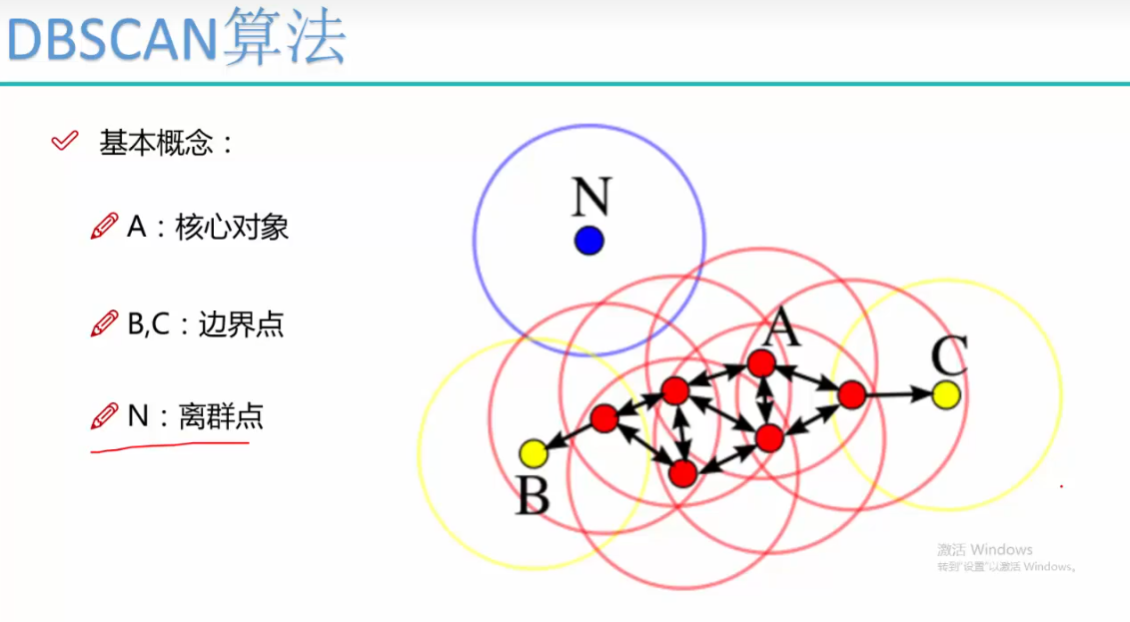 DBSCAN算法
基本概念：
A：核心对象
B,C：边界点
N：离群点
N
A
C
B
激活 Windows
转到"设置"以激活 Windows。